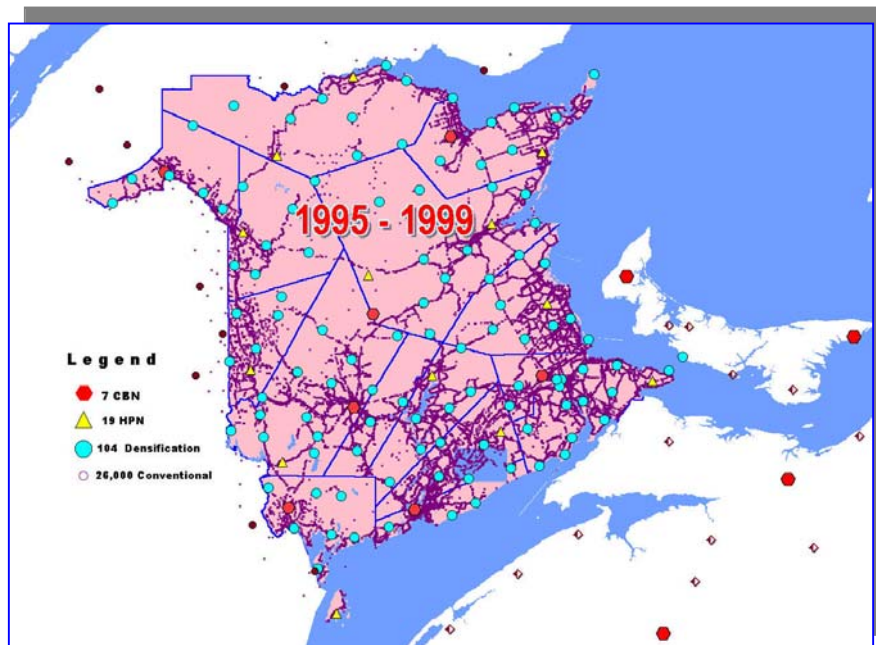 1995 - 1999
Legend
7 CBN
19 HPN
104 Densification
26,000 Conventional